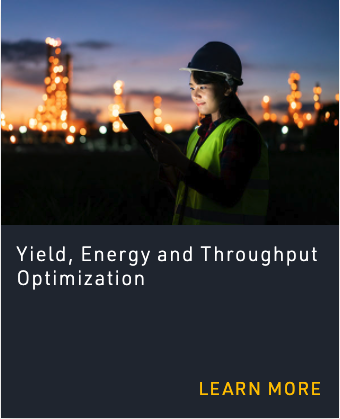 Yield, Energy and Throughput
Optimization
LEARN MORE